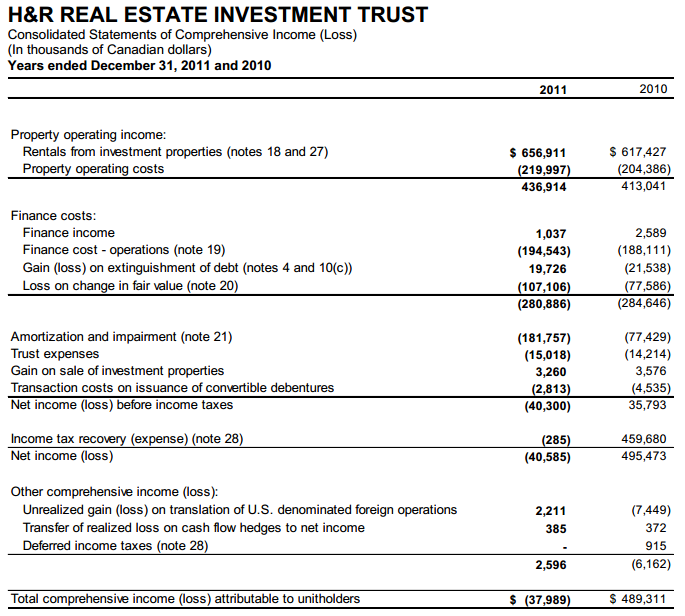 H&R REAL ESTATE INVESTMENT TRUST
Consolidated Statements of Comprehensive Income (Loss)
(In thousands of Canadian dollars)
Years ended December 31, 2011 and 2010
2011 2010
Property operating income:
Rentals from investment properties (notes 18 and 27) $ 656,911 $ 617,427
Property operating costs (219,997) (204,386)
436,914 413,041
Finance costs:
Finance income 1,037 2,589
Finance cost - operations (note 19) (194,543) (188,111)
Gain (loss) on extinguishment of debt (notes 4 and 10(c)) 19,726 (21,538)
Loss on change in fair value (note 20) (107,106) (77,586)
(280,886) (284,646)
Amortization and impairment (note 21) (181,757) (77,429)
Trust expenses (15,018) (14,214)
Gain on sale of investment properties 3,260 3,576
Transaction costs on issuance of convertible debentures (2,813) (4,535)
Net income (loss) before income taxes (40,300) 35,793
Income tax recovery (expense) (note 28) (285) 459,680
Net income (loss) (40,585) 495,473
Other comprehensive income (loss):
Unrealized gain (loss) on translation of U.S. denominated foreign operations 2,211 (7,449)
Transfer of realized loss on cash flow hedges to net income 385 372
Deferred income taxes (note 28) - 915
2,596 (6,162)
Total comprehensive income (loss) attributable to unitholders $ (37,989) $ 489,311